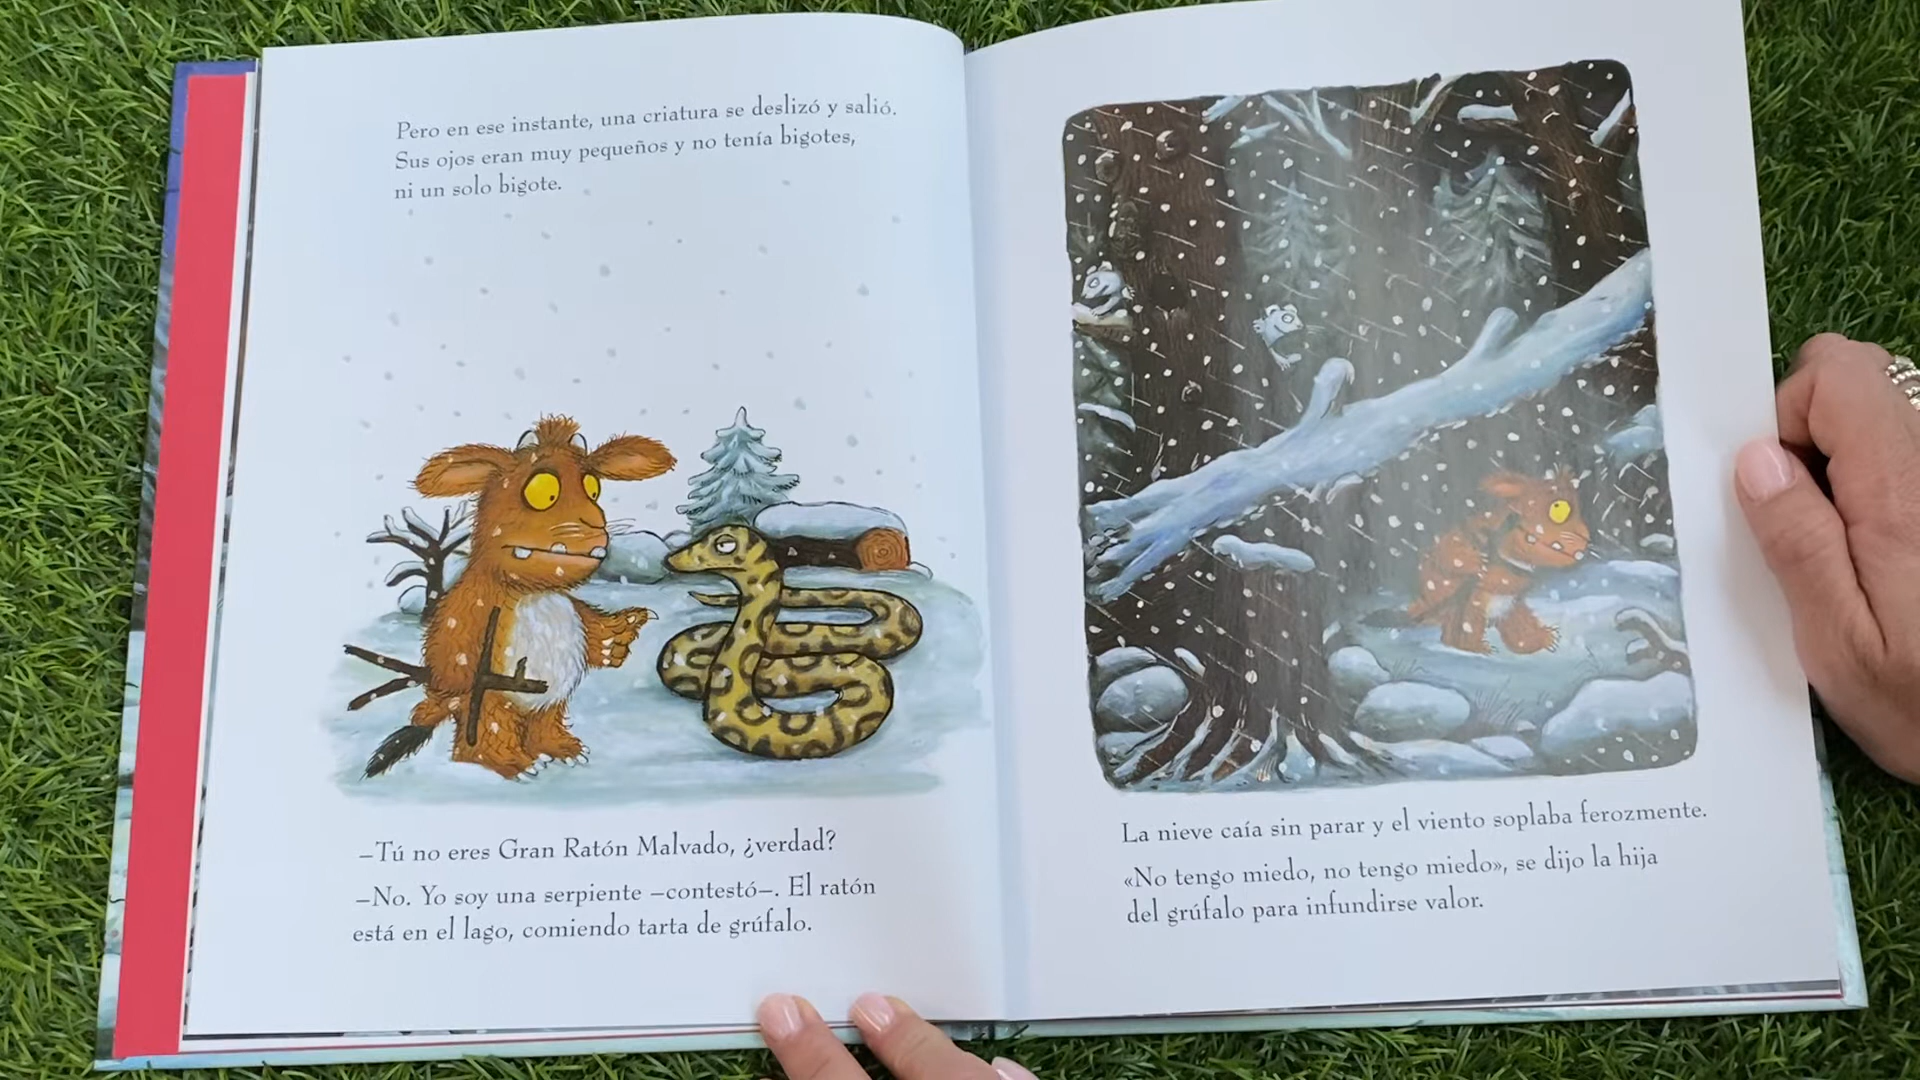 Pero en ese instante, una criatura se deslizó y salió.
Sus ojos eran muy pequeños y no tenía bigotes,
ni un solo bigote.
–Tú no eres Gran Ratón Malvado, ¿verdad?
–No. Yo soy una serpiente –contestó–. El ratón
está en el lago, comiendo tarta de grúfalo.
La nieve caía sin parar y el viento soplaba ferozmente.
«No tengo miedo, no tengo miedo», se dijo la hija
del grúfalo para infundirse valor.